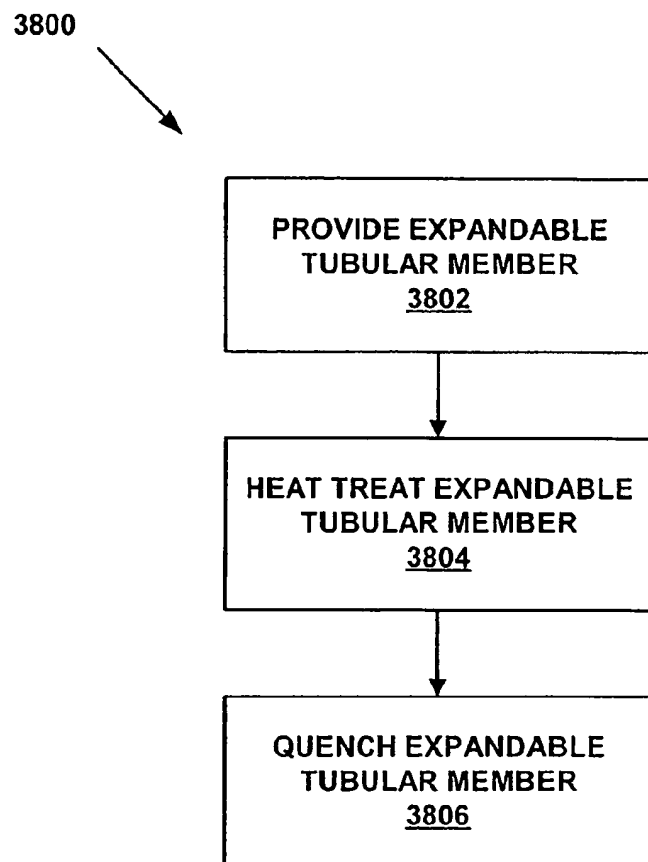 3800
PROVIDE EXPANDABLE
TUBULAR MEMBER
3802
HEAT TREAT EXPANDABLE
TUBULAR MEMBER
3804
QUENCH EXPANDABLE
TUBULAR MEMBER
3806